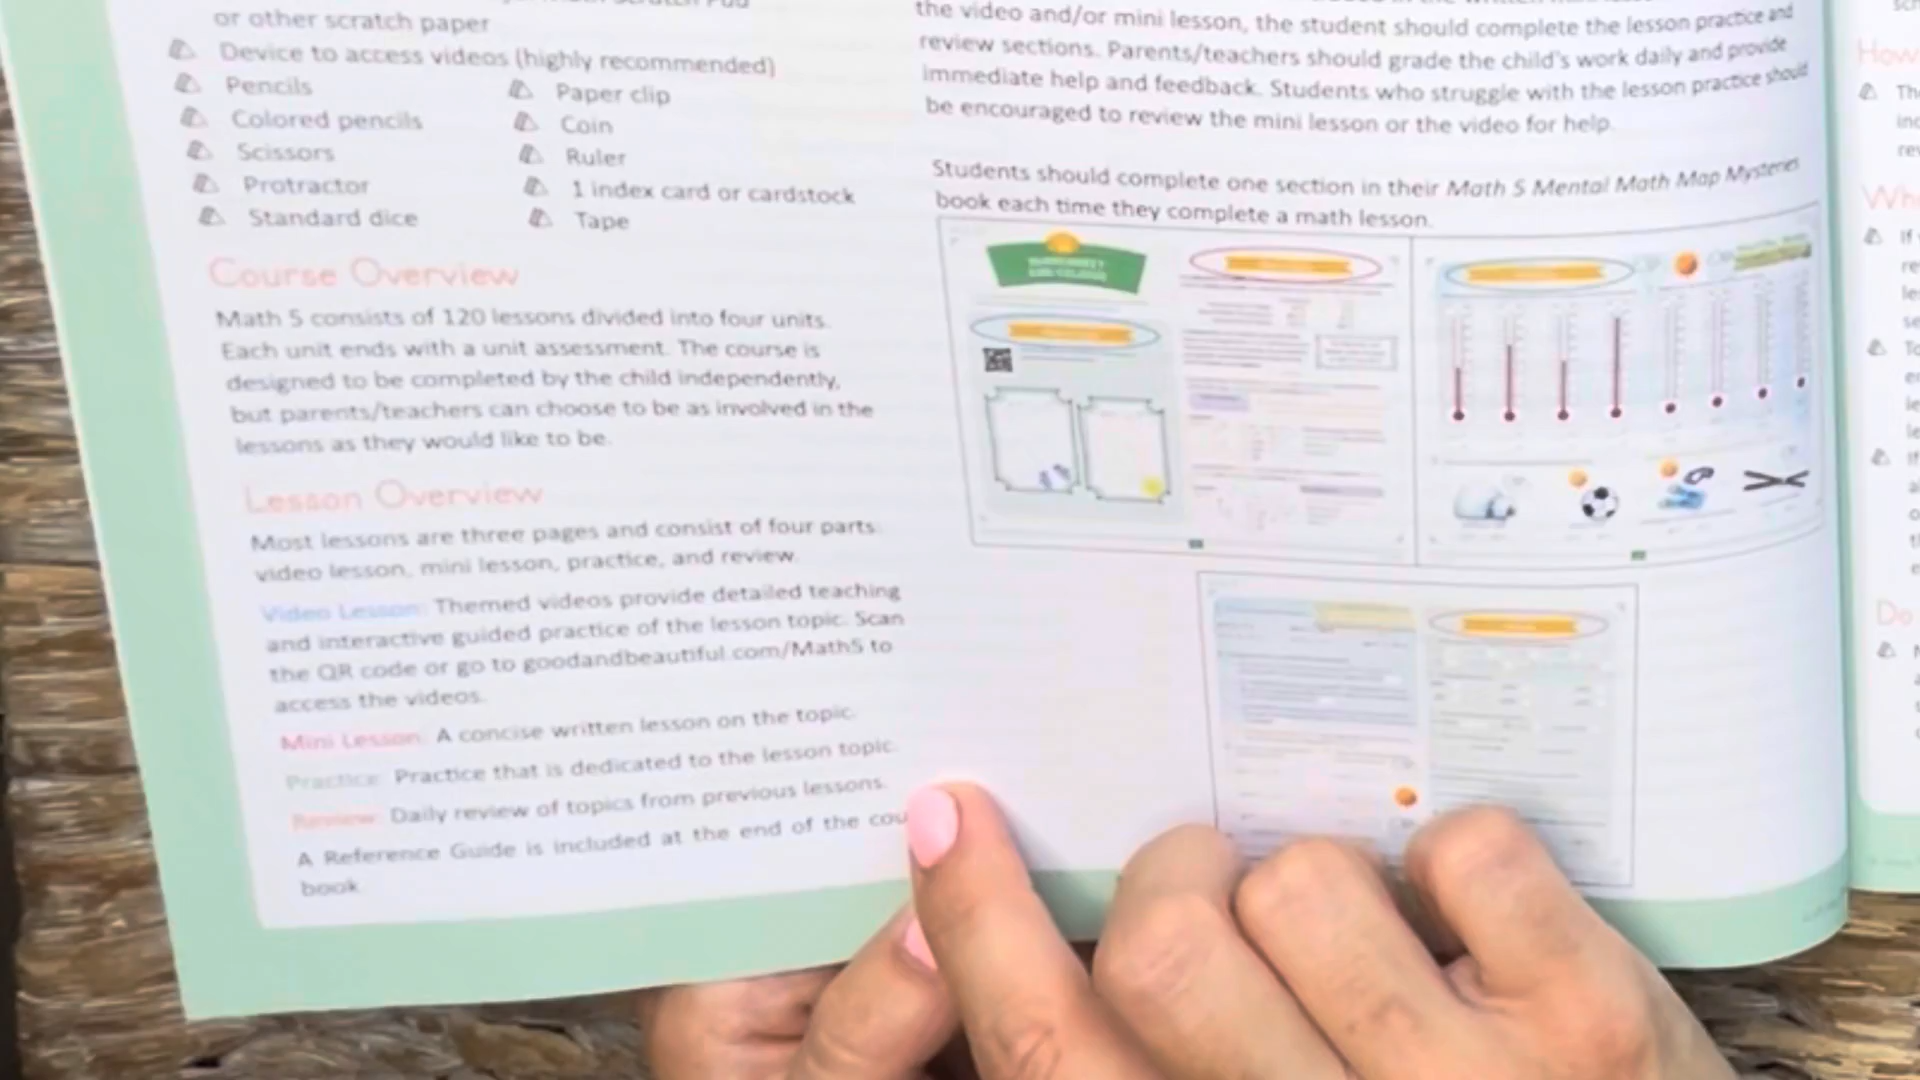 or other scratch paper
Device to access videos (highly recommended)
Pencils
Colored pencils
Scissors
Protractor
Standard dice
Paper clip
Coin
Ruler
1 index card or cardstock
Tape
Course Overview
Math 5 consists of 120 lessons divided into four units.
Each unit ends with a unit assessment. The course is
designed to be completed by the child independently,
but parents/teachers can choose to be as involved in the
lessons as they would like to be.
Lesson Overview
Most lessons are three pages and consist of four parts:
video lesson, mini lesson, practice, and review.
Video Lesson: Themed videos provide detailed teaching
and interactive guided practice of the lesson topic. Scan
the QR code or go to goodandbeautiful.com/Math5 to
access the videos.
Mini Lesson: A concise written lesson on the topic.
Practice: Practice that is dedicated to the lesson topic.
Review: Daily review of topics from previous lessons.
A Reference Guide is included at the end of the cou
book.
the video and/or mini lesson, the student should complete the lesson practice and
review sections. Parents/teachers should grade the child's work daily and provide
immediate help and feedback. Students who struggle with the lesson practice should
be encouraged to review the mini lesson or the video for help.
Students should complete one section in their Math 5 Mental Math Map Mysteries
book each time they complete a math lesson.
How
Th
inc
rev
Wh
If
re
le
To
Do